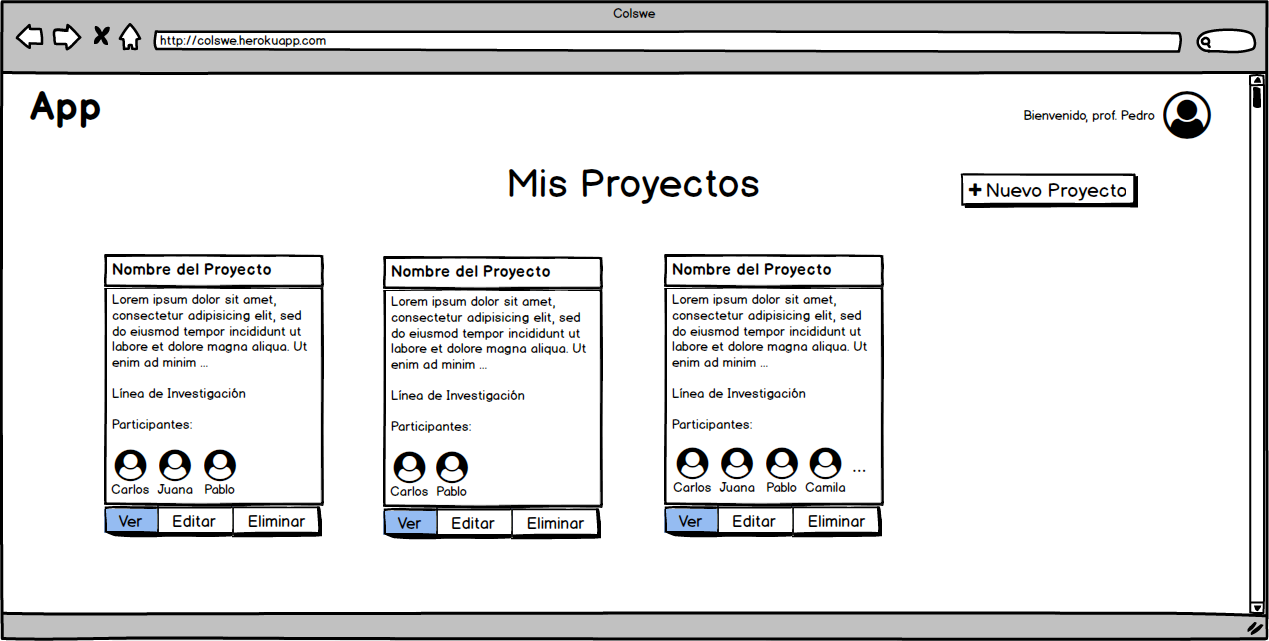 Colswe
http://colswe.herokuapp.com
App
Bienvenido, prof. Pedro
Mis Proyectos
+ Nuevo Proyecto
Nombre del Proyecto
Lorem ipsum dolor sit amet,
consectetur adipisicing elit, sed
do eiusmod tempor incididunt ut
labore et dolore magna aliqua. Ut
enim ad minim ...
Línea de Investigación
Participantes:
Carlos Juana Pablo
Ver Editar Eliminar
Nombre del Proyecto
Lorem ipsum dolor sit amet,
consectetur adipisicing elit, sed
do eiusmod tempor incididunt ut
labore et dolore magna aliqua. Ut
enim ad minim ...
Línea de Investigación
Participantes:
Carlos Pablo
Ver Editar Eliminar
Nombre del Proyecto
Lorem ipsum dolor sit amet,
consectetur adipisicing elit, sed
do eiusmod tempor incididunt ut
labore et dolore magna aliqua. Ut
enim ad minim ...
Línea de Investigación
Participantes:
...
Carlos Juana Pablo Camila
Ver Editar Eliminar